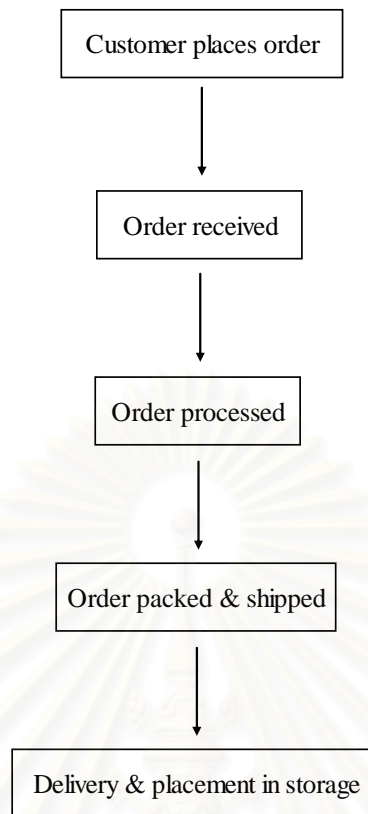 Customer places order
Order received
Order processed
Order packed & shipped
Delivery & placement in storage